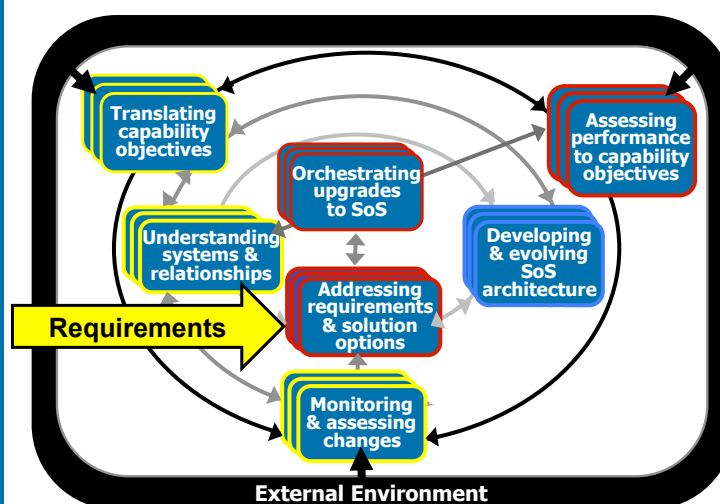 Translating
capability
objectives
Assessing
performance
to capability
objectives
Orchestrating
upgrades
to SoS
Understanding
systems &
relationships
Developing
& evolving
SoS
architecture
Addressing
requirements
& solution
options
Requirements
Monitoring
& assessing
changes
External Environment